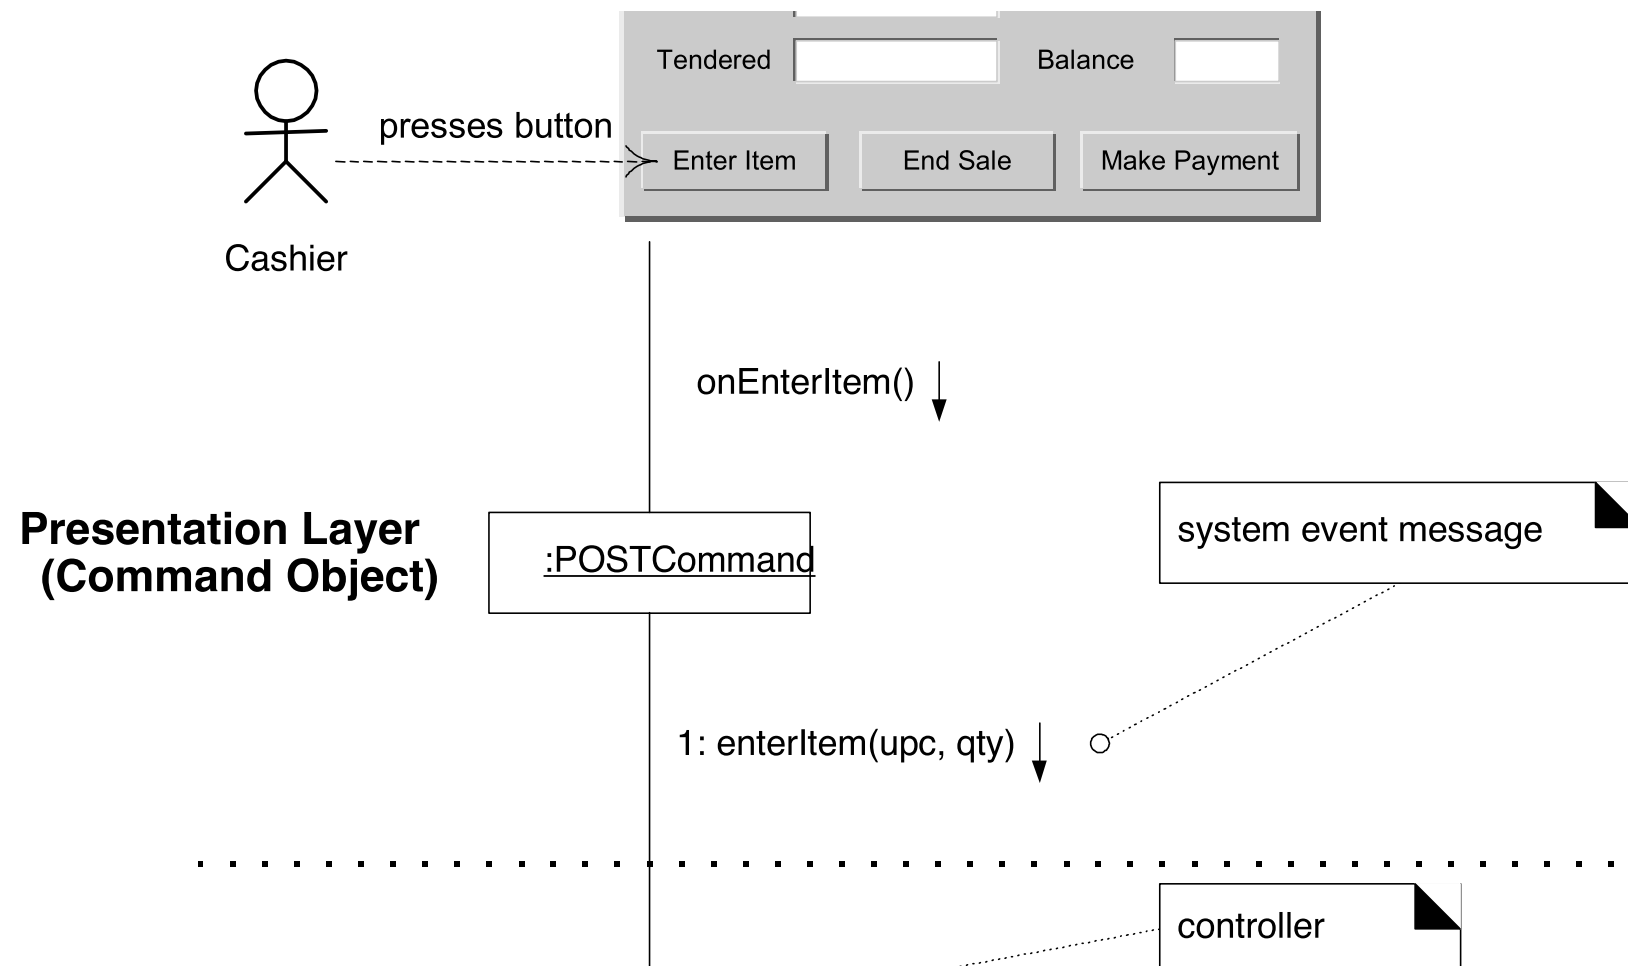 Tendered
Balance
presses button
Enter Item
End Sale
Make Payment
Cashier
onEnterItem()
Presentation Layer
(Command Object)
:POSTCommand
system event message
1: enterItem(upc, qty)
controller